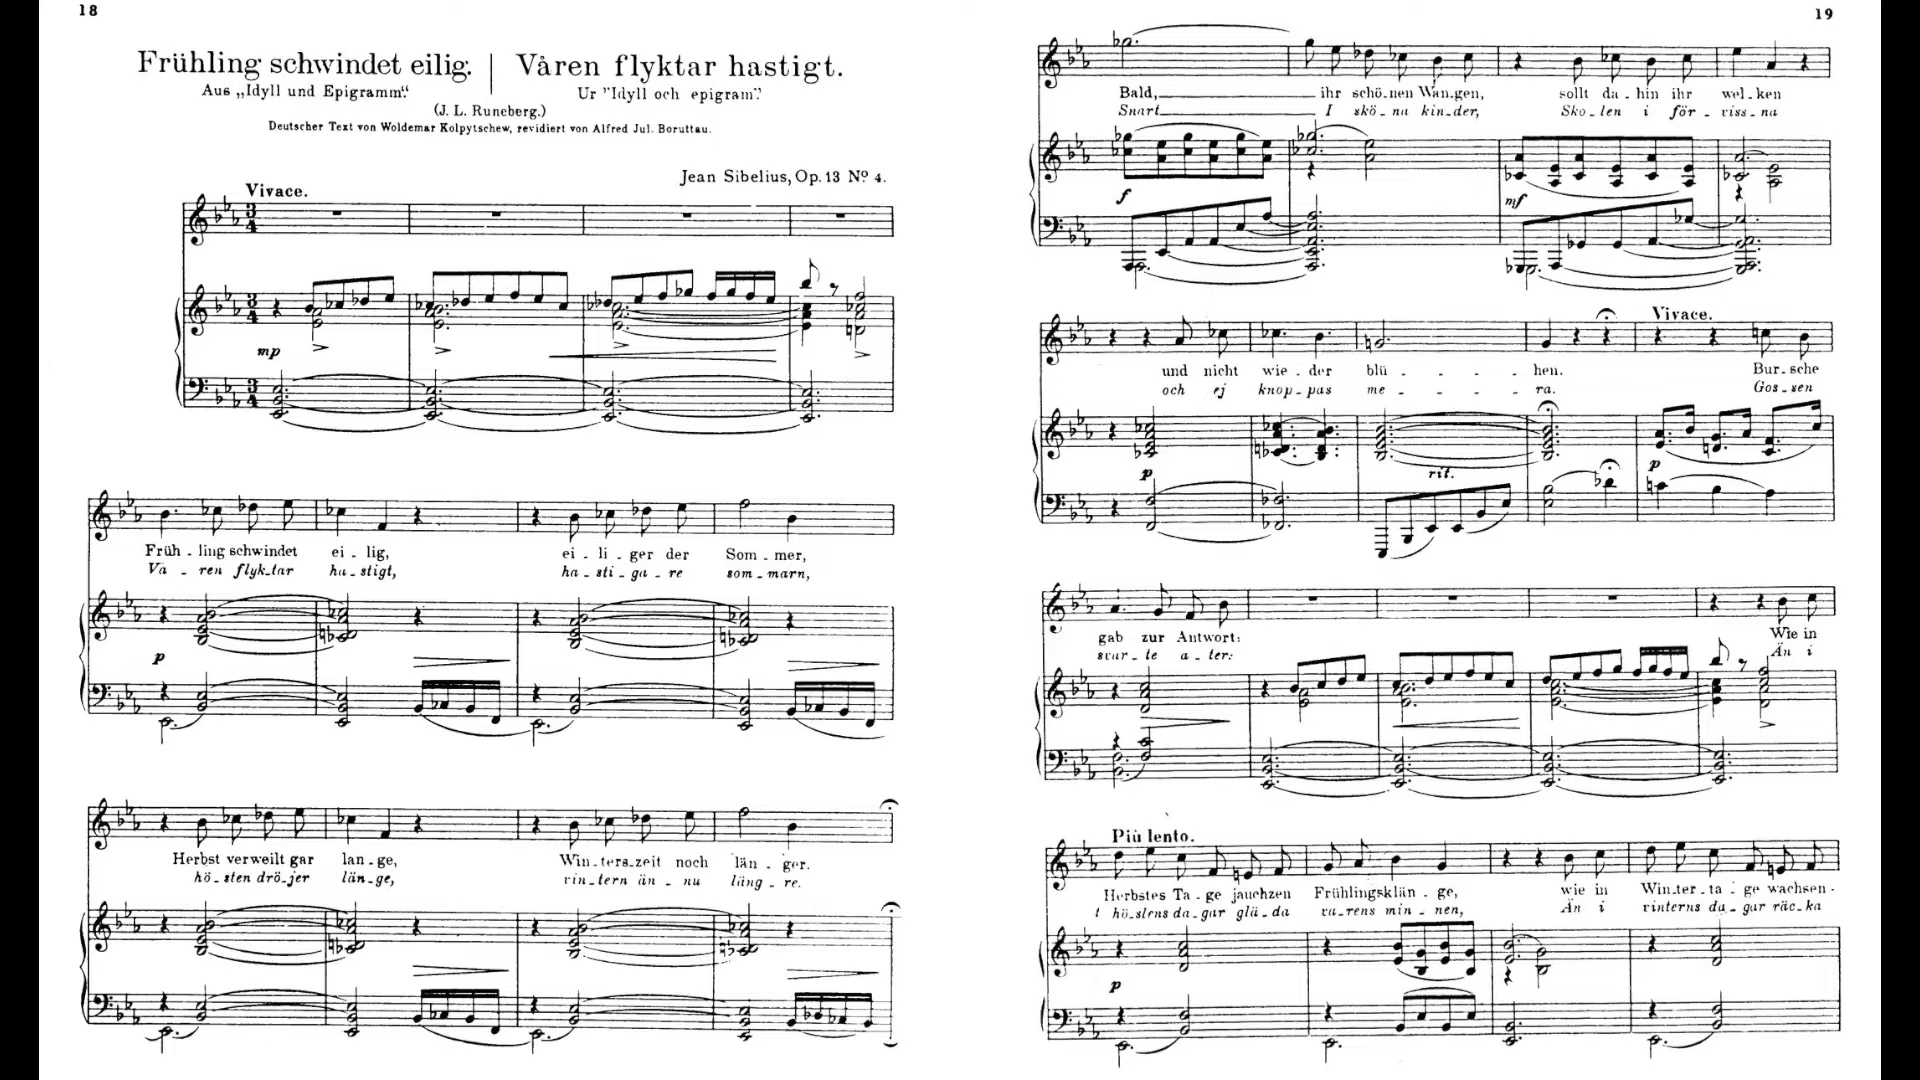 18
Frühling schwindet eilig. | Våren flyktar hastigt.
Aus „Idyll und Epigramm“. Ur "Idyll och epigram".
(J. L. Runeberg.)
Deutscher Text von Woldemar Kolpytschew, revidiert von Alfred Jul. Boruttau.
Jean Sibelius, Op. 13 Nº 4.
Vivace.
mp
Früh - ling schwindet ei - lig, ei - li - ger der Som - mer,
Vå - ren flyk-tar ha-stigt, ha - sti - ga - re som - marn,
p
Herbst verweilt gar lan - ge, Win - ters - zeit noch län - ger.
hö - sten drö - jer län - ge, vin - tern än - nu läng - re.
19
Bald, ihr schö - nen Wan - gen, sollt da - hin ihr wel - ken
Snart I skö - na kin - der, Sko - len i för - viss - na
f mf
Vivace.
und nicht wie - der blü - hen. Bur - sche
och ej knop - pas me - ra. Gos - sen
p rit. p
gab zur Antwort: Wie in
svar - te å - ter: Än i
Più lento.
Herbstes Ta - ge jauchzen Frühlingsklän - ge, wie in Win - ter - ta - ge wachsen
hö - stens da - gar glä - da vå - rens min - nen, Än i vinterns da - gar räc - ka
p